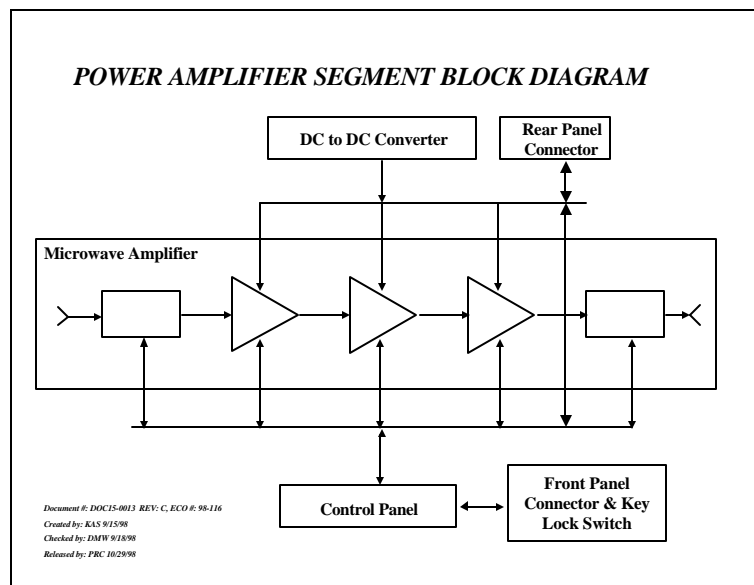 POWER AMPLIFIER SEGMENT BLOCK DIAGRAM
DC to DC Converter
Rear Panel
Connector
Microwave Amplifier
Control Panel
Front Panel
Connector & Key
Lock Switch
Document #: DOC15-0013 REV: C, ECO #: 98-116
Created by: KAS 9/15/98
Checked by: DMW 9/18/98
Released by: PRC 10/29/98